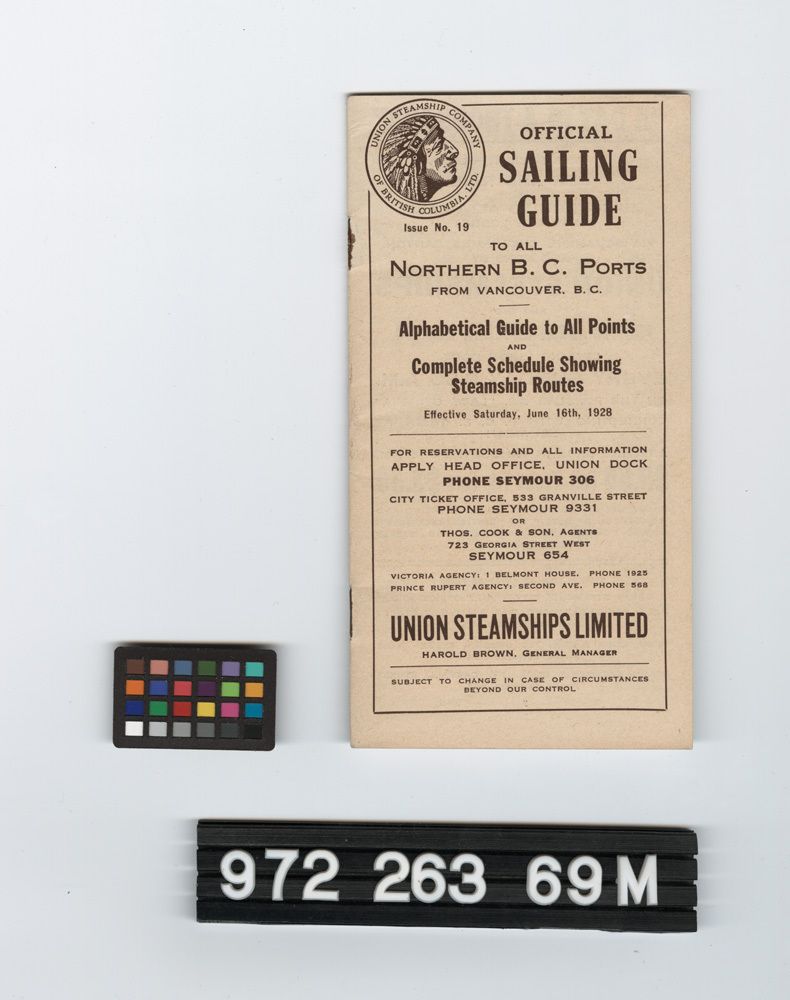 UNION STEAMSHIP COMPANY
OF BRITISH COLUMBIA, LTD.
Issue No. 19
OFFICIAL
SAILING
GUIDE
TO ALL
NORTHERN B. C. PORTS
FROM VANCOUVER, B. C.
Alphabetical Guide to All Points
AND
Complete Schedule Showing
Steamship Routes
Effective Saturday, June 16th, 1928
FOR RESERVATIONS AND ALL INFORMATION
APPLY HEAD OFFICE, UNION DOCK
PHONE SEYMOUR 306
CITY TICKET OFFICE, 533 GRANVILLE STREET
PHONE SEYMOUR 9331
OR
THOS. COOK & SON, AGENTS
723 GEORGIA STREET WEST
SEYMOUR 654
VICTORIA AGENCY: 1 BELMONT HOUSE. PHONE 1925
PRINCE RUPERT AGENCY: SECOND AVE. PHONE 568
UNION STEAMSHIPS LIMITED
HAROLD BROWN, GENERAL MANAGER
SUBJECT TO CHANGE IN CASE OF CIRCUMSTANCES
BEYOND OUR CONTROL
972 263 69M